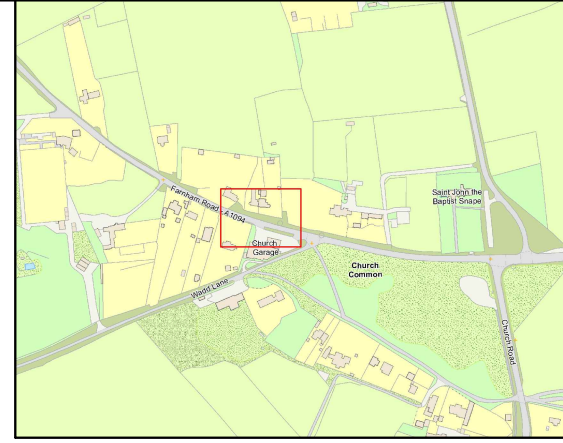 Farnham Road - A1094
Saint John the
Baptist Snape
Church
Garage
Church
Common
Wadd Lane
Church Road